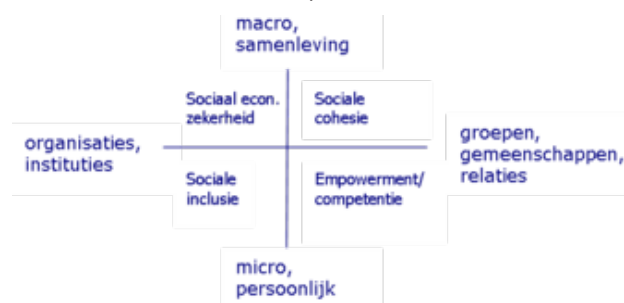 macro,
samenleving
Sociaal econ.
zekerheid
Sociale
cohesie
organisaties,
instituties
groepen,
gemeenschappen,
relaties
Sociale
inclusie
Empowerment/
competentie
micro,
persoonlijk